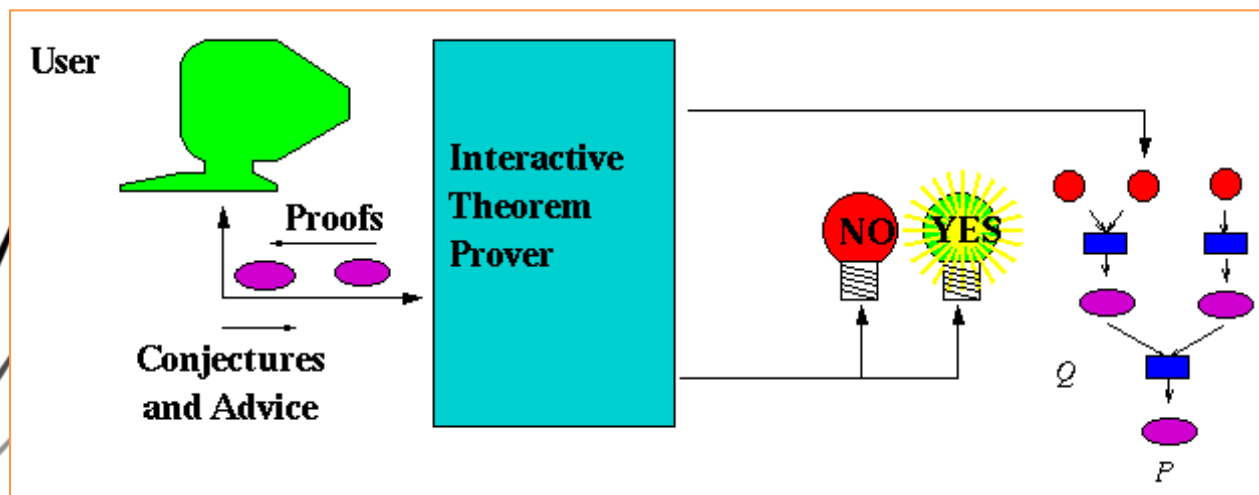 User
Proofs
Conjectures
and Advice
Interactive
Theorem
Prover
NO
YES
Q
P